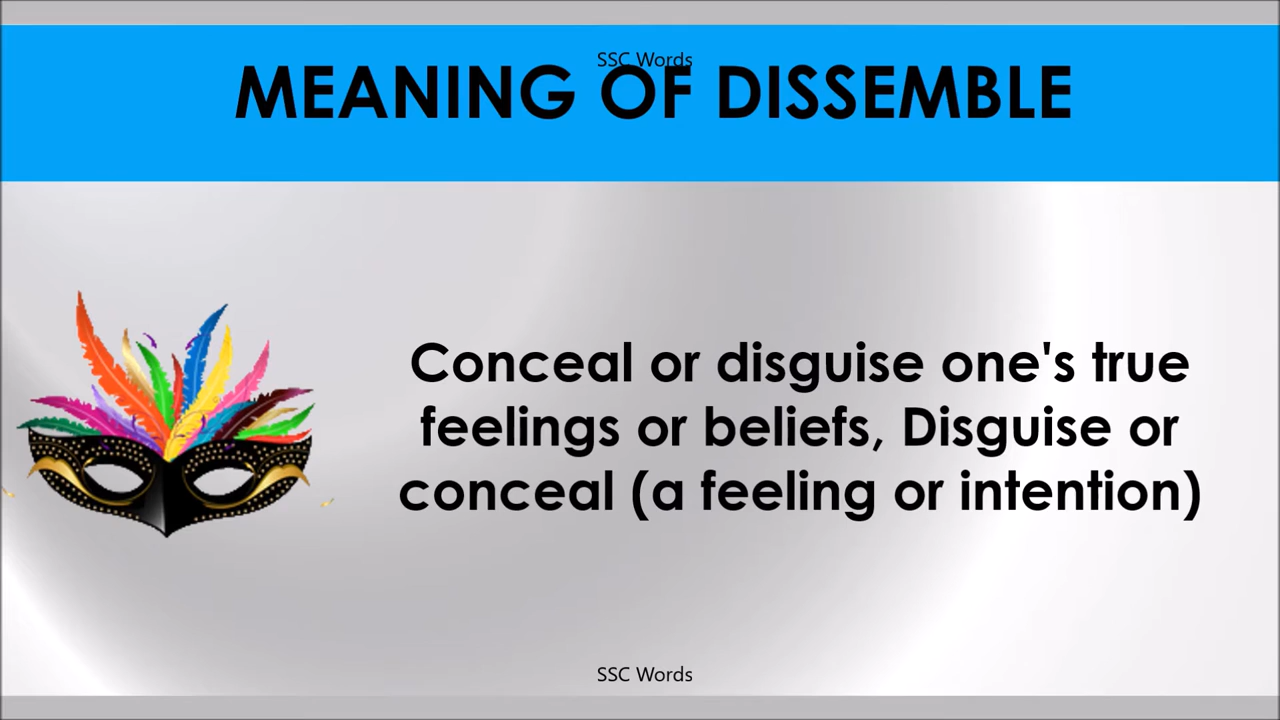 SSC Words
MEANING OF DISSEMBLE
Conceal or disguise one's true
feelings or beliefs, Disguise or
conceal (a feeling or intention)
SSC Words